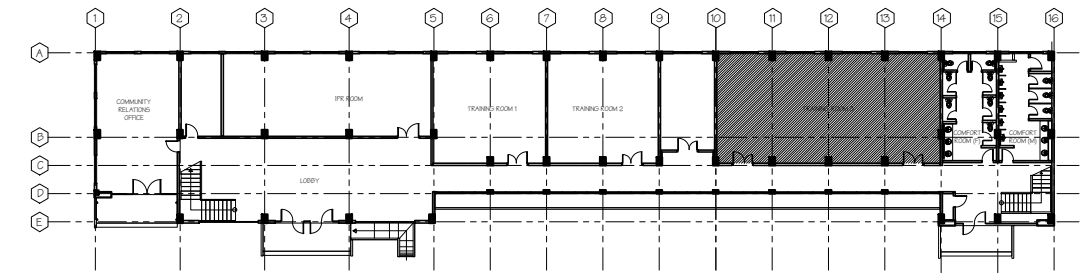 1 2 3 4 5 6 7 8 9 10 11 12 13 14 15 16
A
COMMUNITY
RELATIONS
OFFICE
IPR ROOM
TRAINING ROOM 1
TRAINING ROOM 2
B
COMFORT
ROOM (F)
COMFORT
ROOM (M)
C
LOBBY
D
E